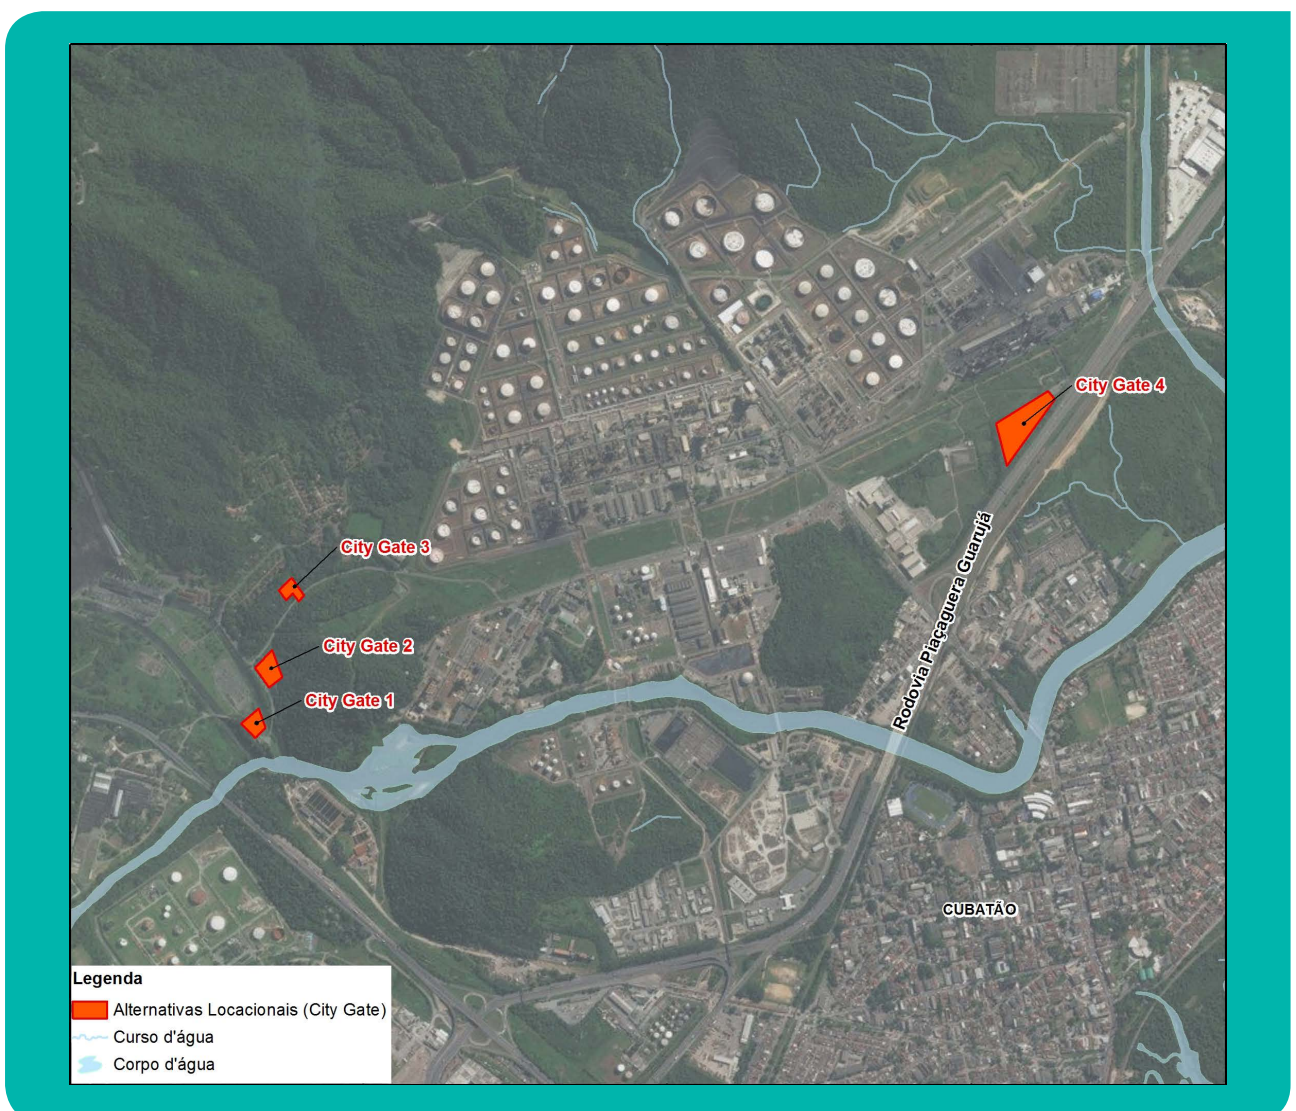 City Gate 4
City Gate 3
Rodovia Piaçaguera Guarujá
City Gate 2
City Gate 1
CUBATÃO
Legenda
Alternativas Locacionais (City Gate)
Curso d'água
Corpo d'água